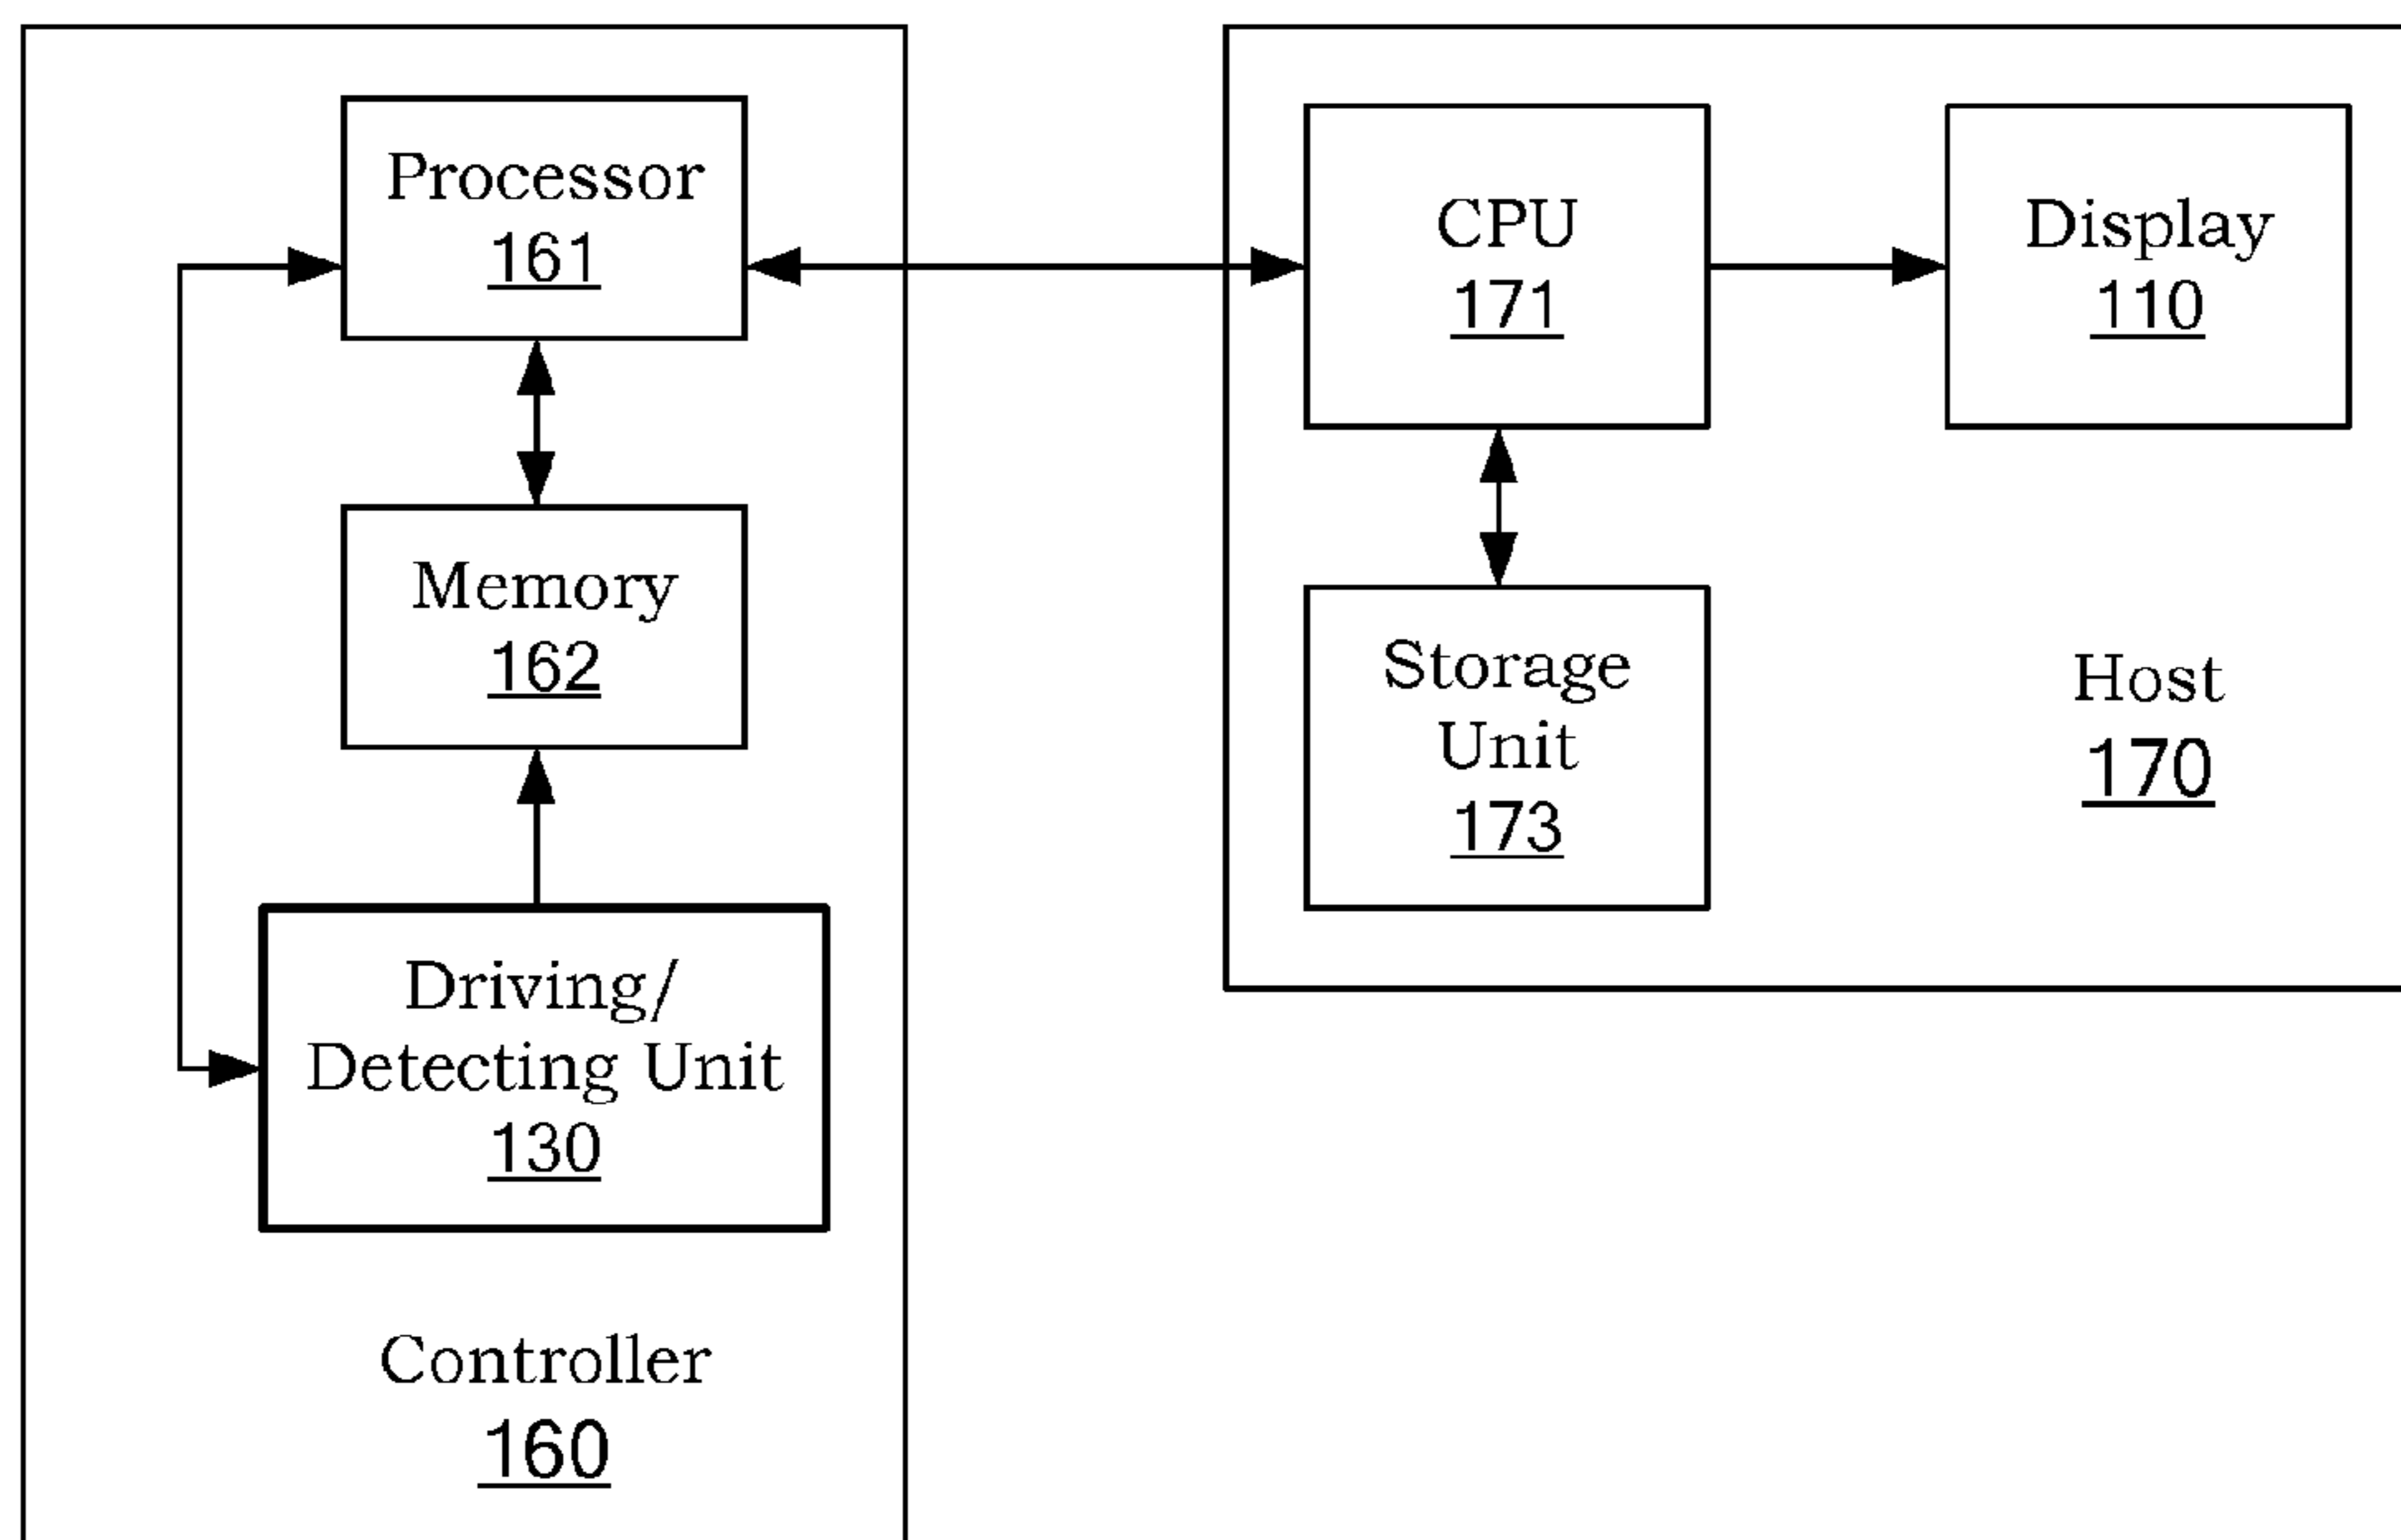 Processor
161
Memory
162
Driving/
Detecting Unit
130
Controller
160
CPU
171
Display
110
Storage
Unit
173
Host
170